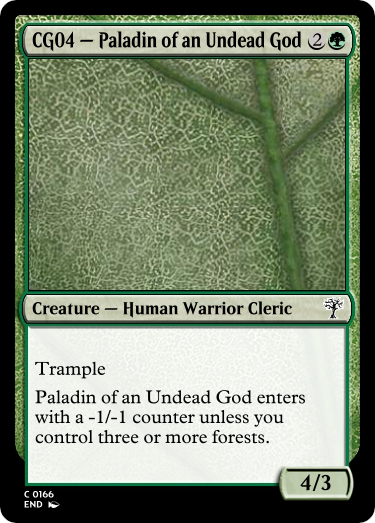 CG04 — Paladin of an Undead God 2
Creature — Human Warrior Cleric
Trample
Paladin of an Undead God enters
with a -1/-1 counter unless you
control three or more forests.
4/3
C 0166
END